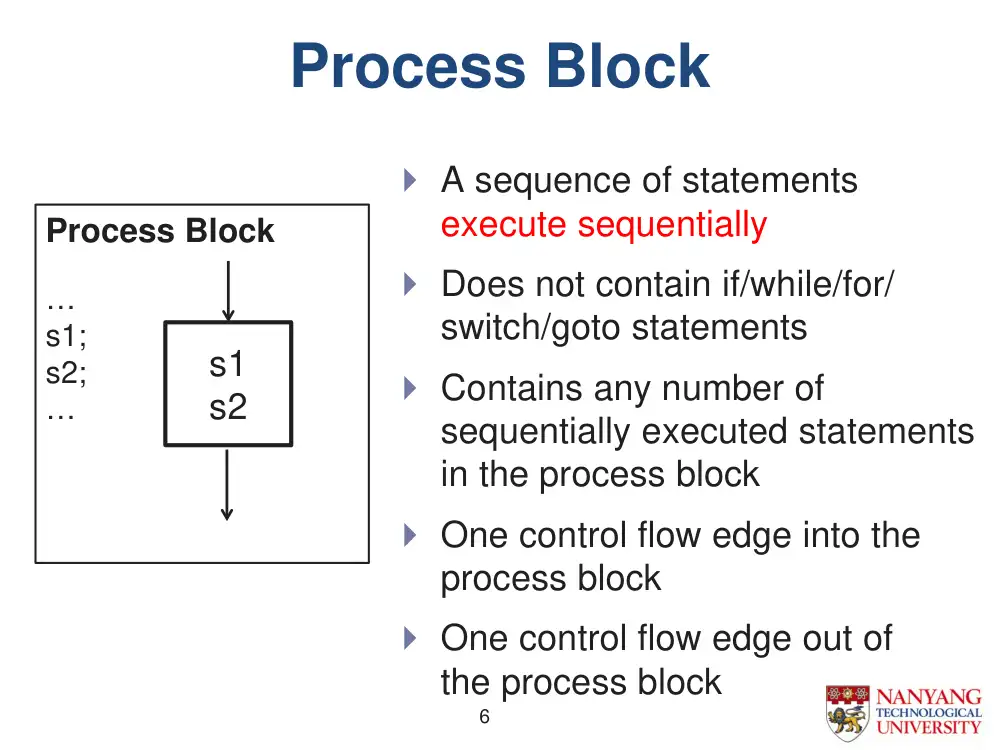 Process Block
Process Block
…
s1;
s2;
…
s1
s2
A sequence of statements
execute sequentially
Does not contain if/while/for/
switch/goto statements
Contains any number of
sequentially executed statements
in the process block
One control flow edge into the
process block
One control flow edge out of
the process block
6
NANYANG
TECHNOLOGICAL
UNIVERSITY